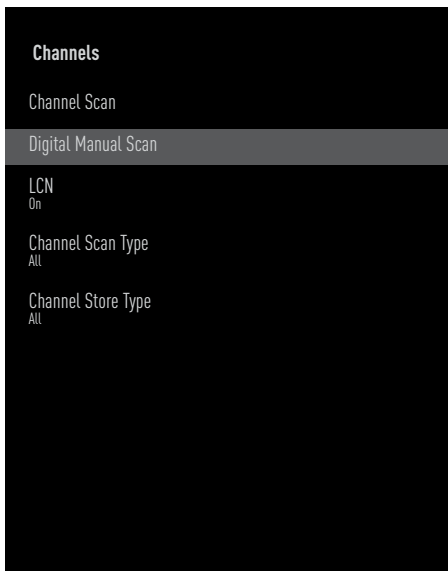 Channels
Channel Scan
Digital Manual Scan
LCN
On
Channel Scan Type
All
Channel Store Type
All